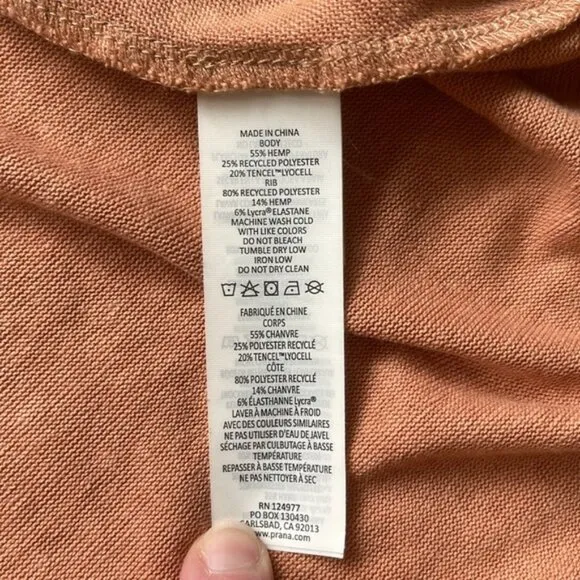 MADE IN CHINA
BODY
55% HEMP
25% RECYCLED POLYESTER
20% TENCEL™LYOCELL
RIB
80% RECYCLED POLYESTER
14% HEMP
6% Lycra® ELASTANE
MACHINE WASH COLD
WITH LIKE COLORS
DO NOT BLEACH
TUMBLE DRY LOW
IRON LOW
DO NOT DRY CLEAN
FABRIQUÉ EN CHINE
CORPS
55% CHANVRE
25% POLYESTER RECYCLÉ
20% TENCEL™LYOCELL
CÔTE
80% POLYESTER RECYCLÉ
14% CHANVRE
6% ÉLASTHANNE Lycra®
LAVER À MACHINE À FROID
AVEC DES COULEURS SIMILAIRES
NE PAS UTILISER D'EAU DE JAVEL
SÉCHAGE PAR CULBUTAGE À BASSE
TEMPÉRATURE
REPASSER À BASSE TEMPÉRATURE
NE PAS NETTOYER À SEC
RN 124977
PO BOX 130430
CARLSBAD, CA 92013
www.prana.com